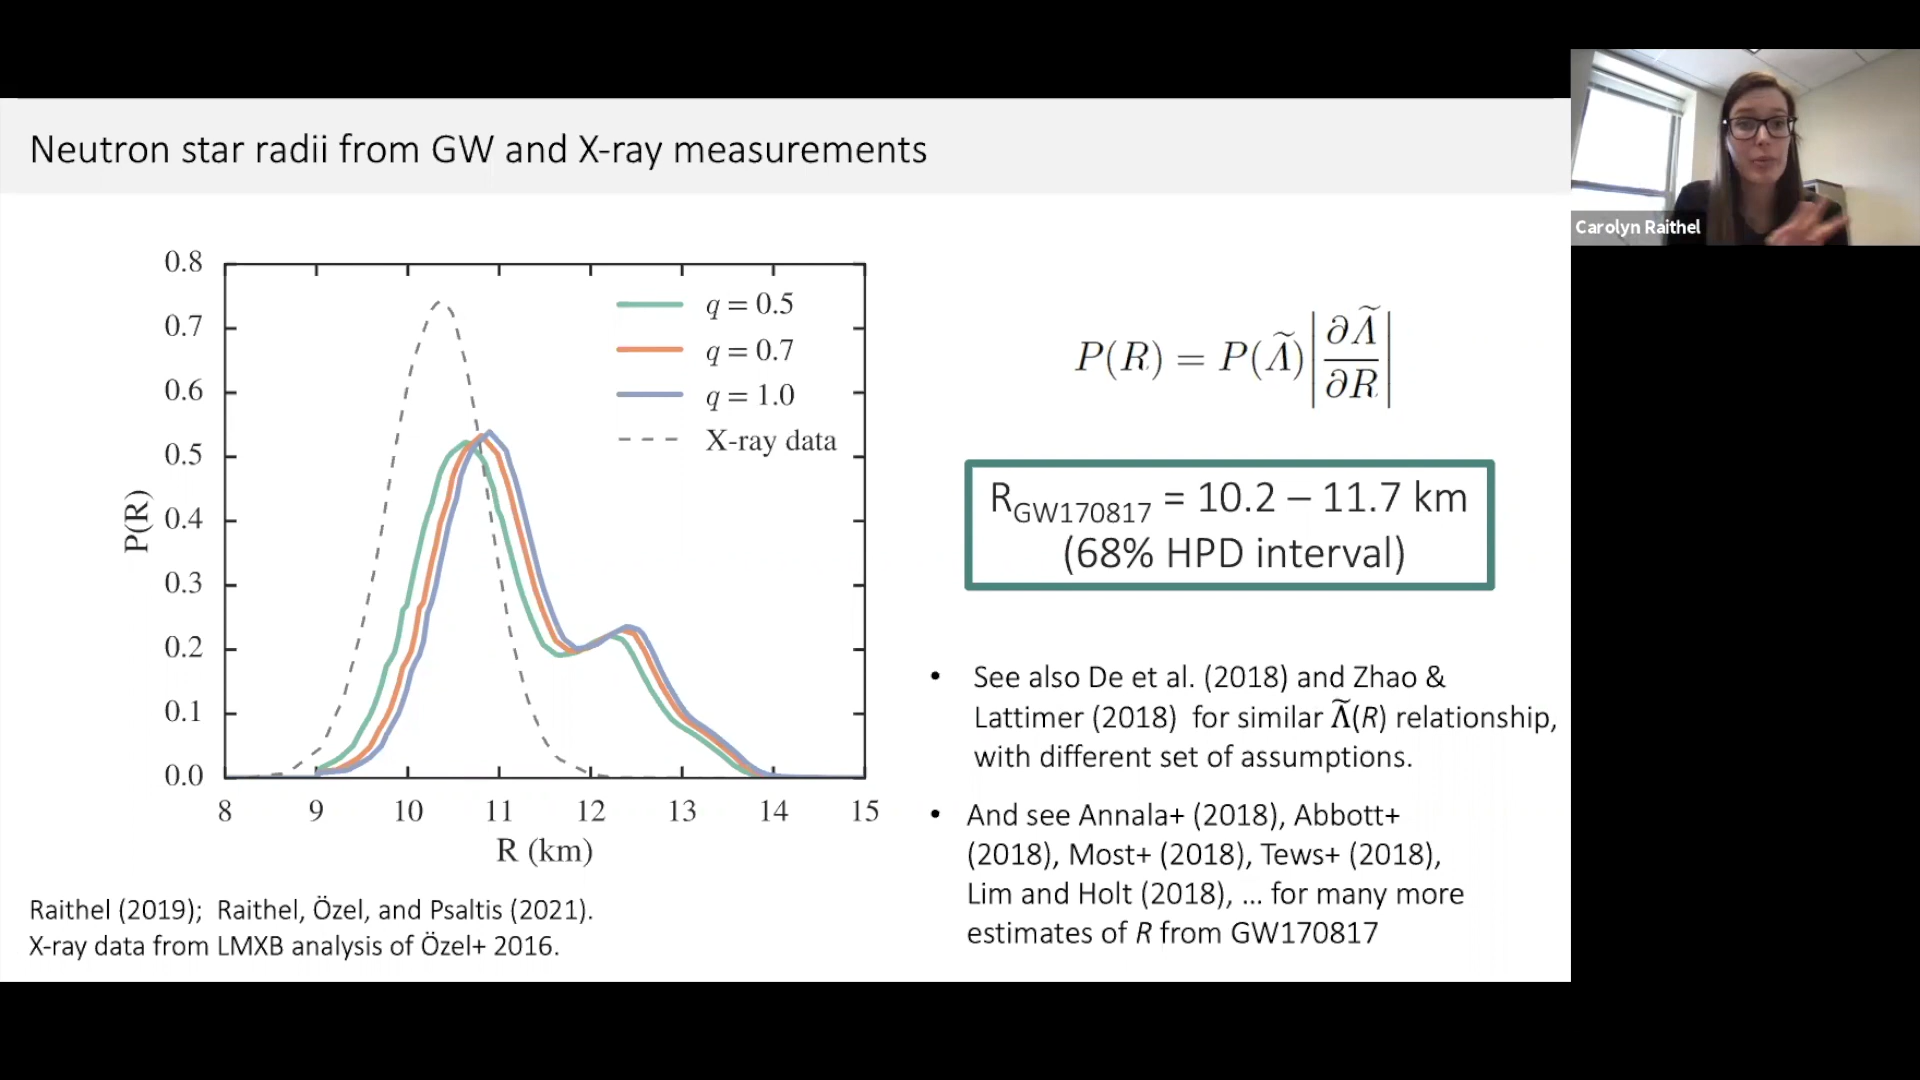 Neutron star radii from GW and X-ray measurements
Carolyn Raithel
0.8
0.7
0.6
0.5
0.4
0.3
0.2
0.1
0.0
P(R)
q = 0.5
q = 0.7
q = 1.0
X-ray data
8 9 10 11 12 13 14 15
R (km)
P(R) = P(Λ̃)|∂Λ̃/∂R|
R_GW170817 = 10.2 – 11.7 km
(68% HPD interval)
• See also De et al. (2018) and Zhao &
Lattimer (2018) for similar Λ̃(R) relationship,
with different set of assumptions.
• And see Annala+ (2018), Abbott+
(2018), Most+ (2018), Tews+ (2018),
Lim and Holt (2018), ... for many more
estimates of R from GW170817
Raithel (2019); Raithel, Özel, and Psaltis (2021).
X-ray data from LMXB analysis of Özel+ 2016.